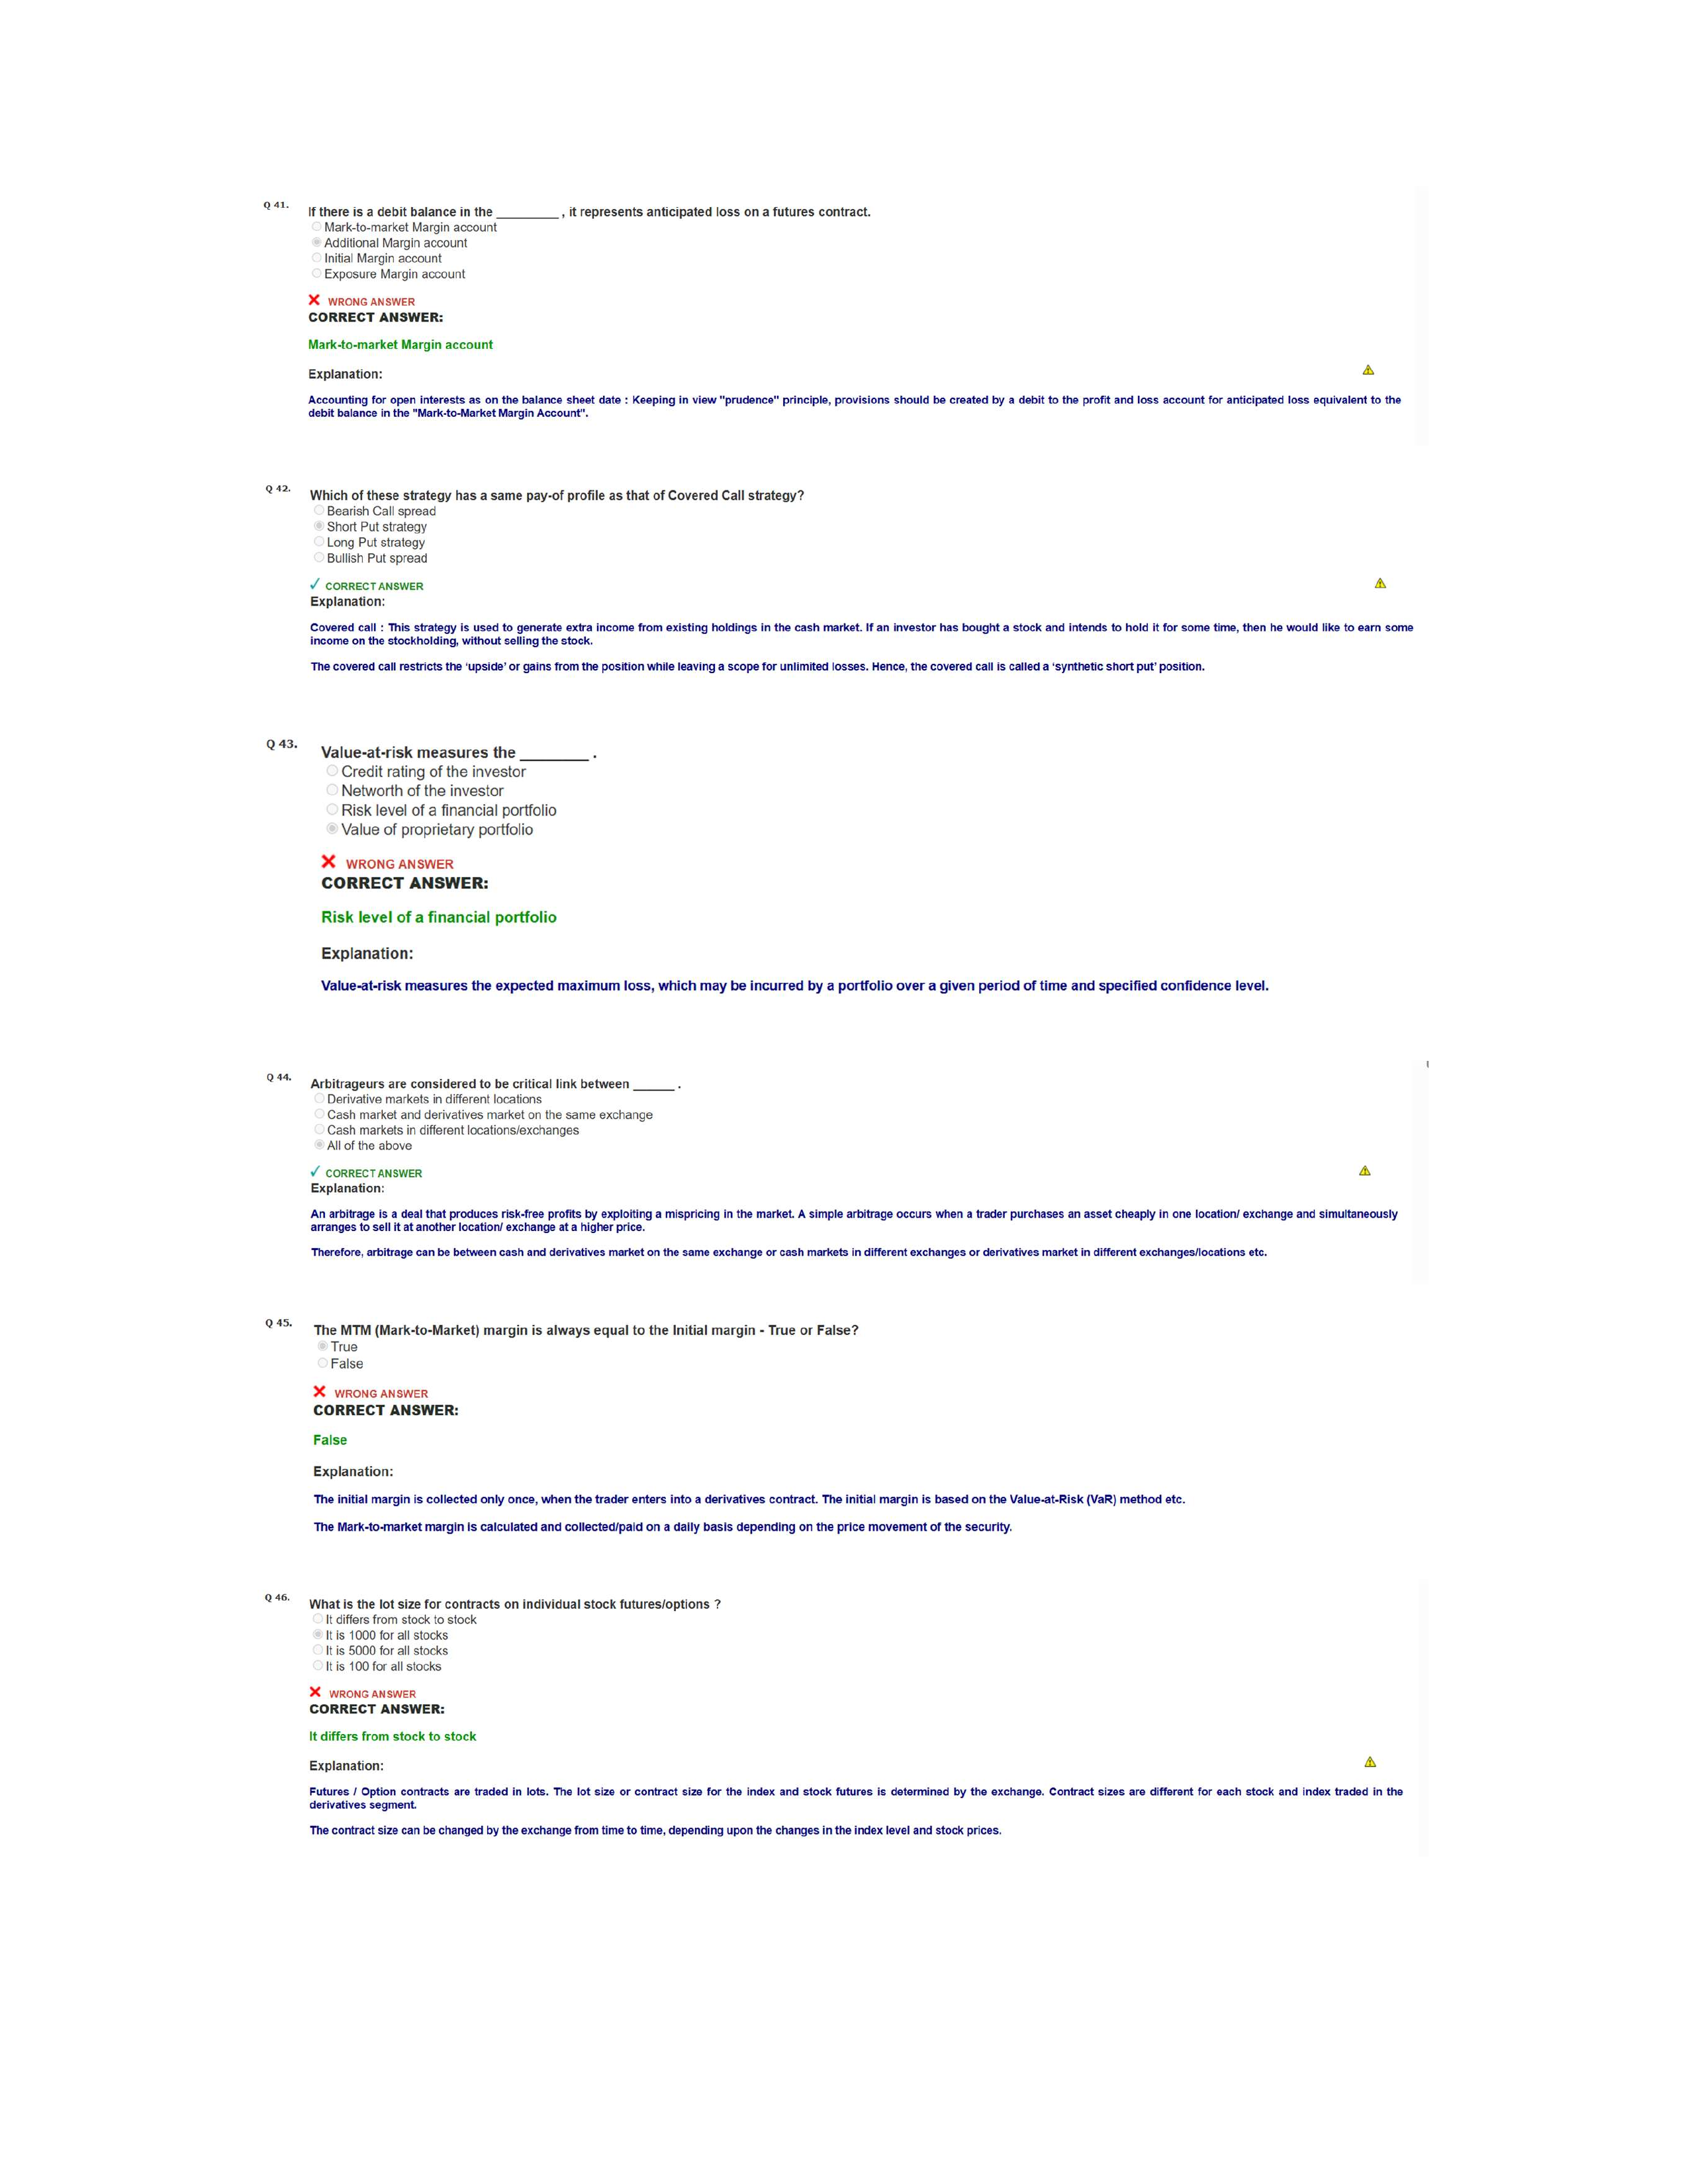 Q 41.
If there is a debit balance in the _________ , it represents anticipated loss on a futures contract.
Mark-to-market Margin account
Additional Margin account
Initial Margin account
Exposure Margin account
WRONG ANSWER
CORRECT ANSWER:
Mark-to-market Margin account
Explanation:
Accounting for open interests as on the balance sheet date : Keeping in view "prudence" principle, provisions should be created by a debit to the profit and loss account for anticipated loss equivalent to the
debit balance in the "Mark-to-Market Margin Account".
Q 42.
Which of these strategy has a same pay-of profile as that of Covered Call strategy?
Bearish Call spread
Short Put strategy
Long Put strategy
Bullish Put spread
CORRECT ANSWER
Explanation:
Covered call : This strategy is used to generate extra income from existing holdings in the cash market. If an investor has bought a stock and intends to hold it for some time, then he would like to earn some
income on the stockholding, without selling the stock.
The covered call restricts the ‘upside’ or gains from the position while leaving a scope for unlimited losses. Hence, the covered call is called a ‘synthetic short put’ position.
Q 43.
Value-at-risk measures the ________ .
Credit rating of the investor
Networth of the investor
Risk level of a financial portfolio
Value of proprietary portfolio
WRONG ANSWER
CORRECT ANSWER:
Risk level of a financial portfolio
Explanation:
Value-at-risk measures the expected maximum loss, which may be incurred by a portfolio over a given period of time and specified confidence level.
Q 44.
Arbitrageurs are considered to be critical link between ______ .
Derivative markets in different locations
Cash market and derivatives market on the same exchange
Cash markets in different locations/exchanges
All of the above
CORRECT ANSWER
Explanation:
An arbitrage is a deal that produces risk-free profits by exploiting a mispricing in the market. A simple arbitrage occurs when a trader purchases an asset cheaply in one location/ exchange and simultaneously
arranges to sell it at another location/ exchange at a higher price.
Therefore, arbitrage can be between cash and derivatives market on the same exchange or cash markets in different exchanges or derivatives market in different exchanges/locations etc.
Q 45.
The MTM (Mark-to-Market) margin is always equal to the Initial margin - True or False?
True
False
WRONG ANSWER
CORRECT ANSWER:
False
Explanation:
The initial margin is collected only once, when the trader enters into a derivatives contract. The initial margin is based on the Value-at-Risk (VaR) method etc.
The Mark-to-market margin is calculated and collected/paid on a daily basis depending on the price movement of the security.
Q 46.
What is the lot size for contracts on individual stock futures/options ?
It differs from stock to stock
It is 1000 for all stocks
It is 5000 for all stocks
It is 100 for all stocks
WRONG ANSWER
CORRECT ANSWER:
It differs from stock to stock
Explanation:
Futures / Option contracts are traded in lots. The lot size or contract size for the index and stock futures is determined by the exchange. Contract sizes are different for each stock and index traded in the
derivatives segment.
The contract size can be changed by the exchange from time to time, depending upon the changes in the index level and stock prices.